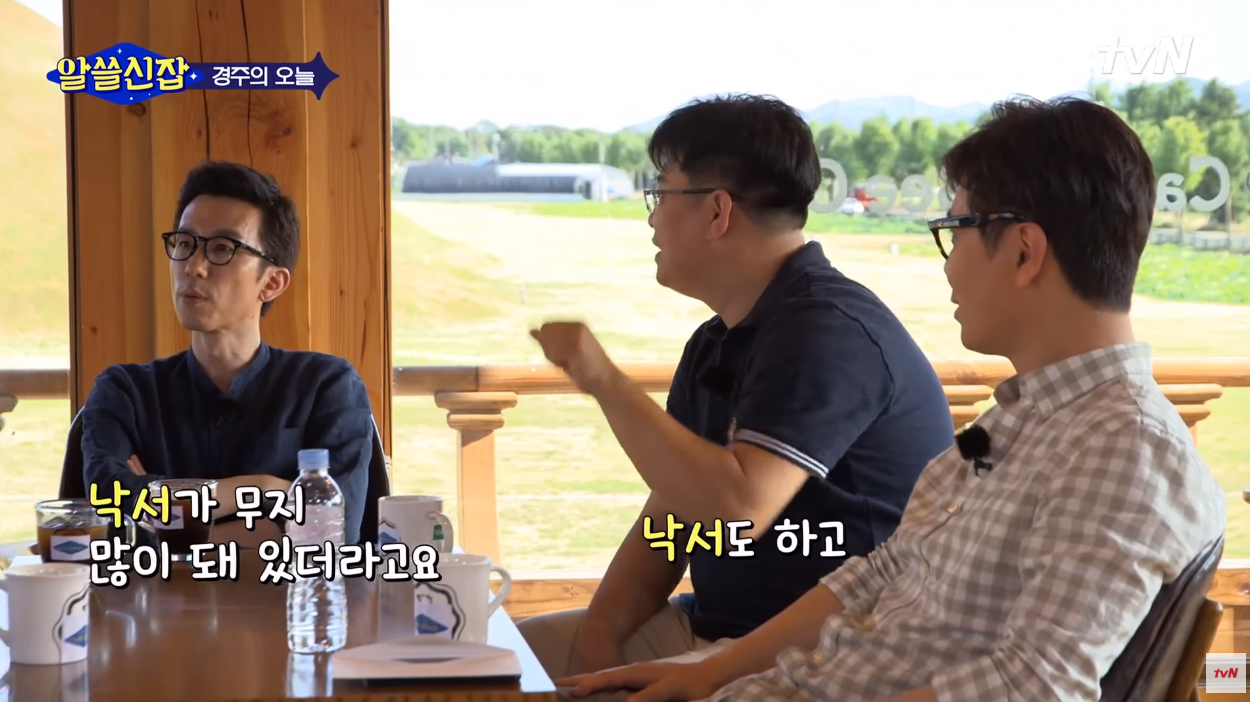 알쓸신잡
경주의 오늘
tvN
낙서가 무지
많이 돼 있더라고요
낙서도 하고
tvN